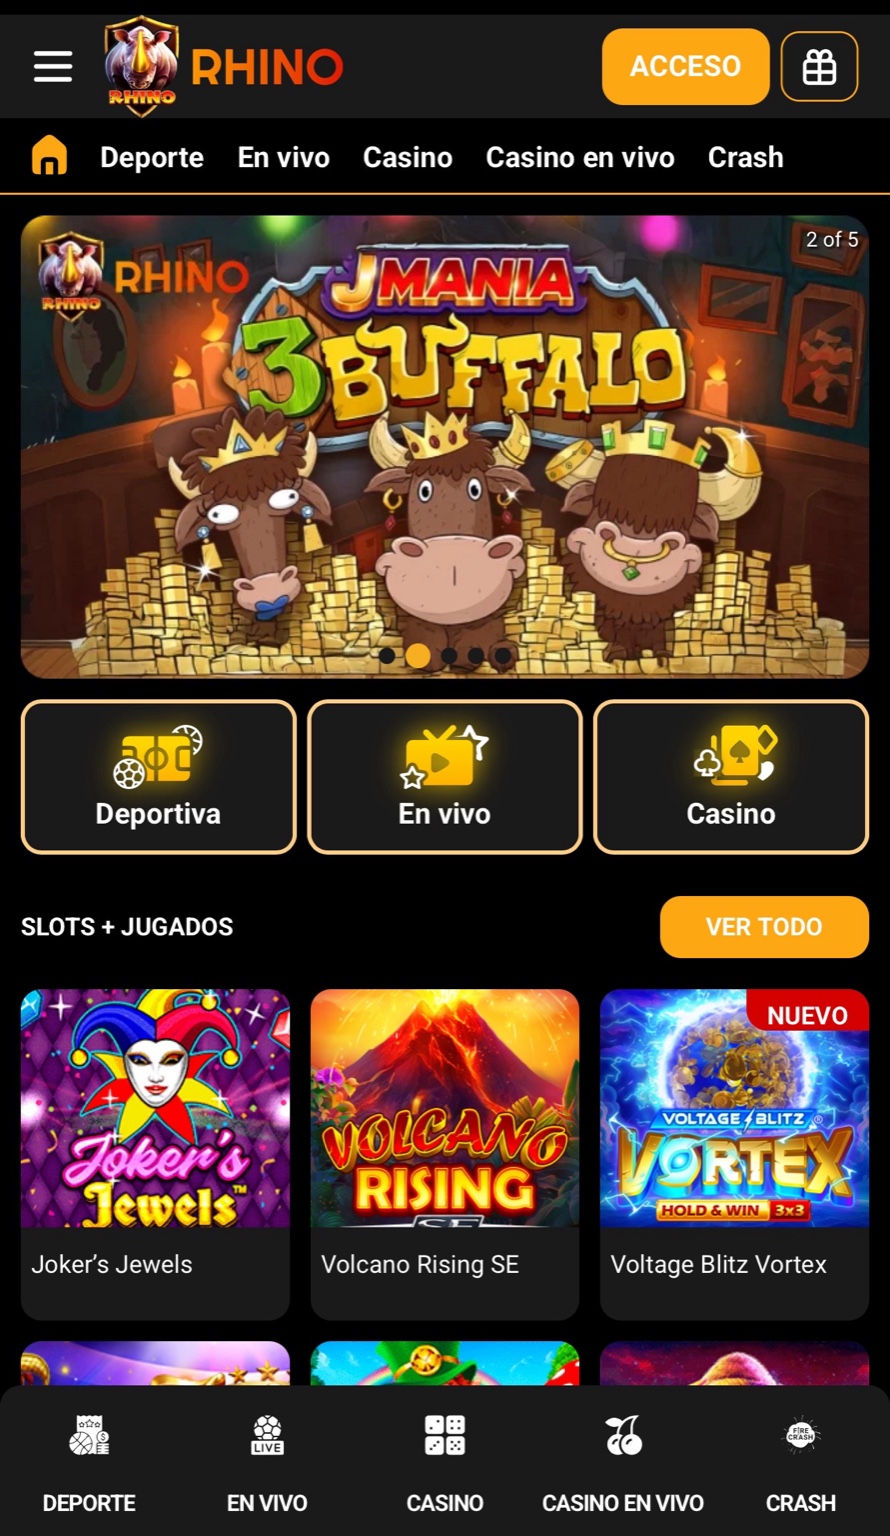 RHINO
RHINO
ACCESO
Deporte
En vivo
Casino
Casino en vivo
Crash
2 of 5
RHINO
RHINO
JMANIA
3 BUFFALO
Deportiva
En vivo
Casino
SLOTS + JUGADOS
VER TODO
Joker's
Jewels™
Joker’s Jewels
VOLCANO
RISING
SE
Volcano Rising SE
NUEVO
VOLTAGE BLITZ®
VORTEX
HOLD & WIN 3x3
Voltage Blitz Vortex
DEPORTE
LIVE
EN VIVO
CASINO
CASINO EN VIVO
FIRE
CRASH
CRASH